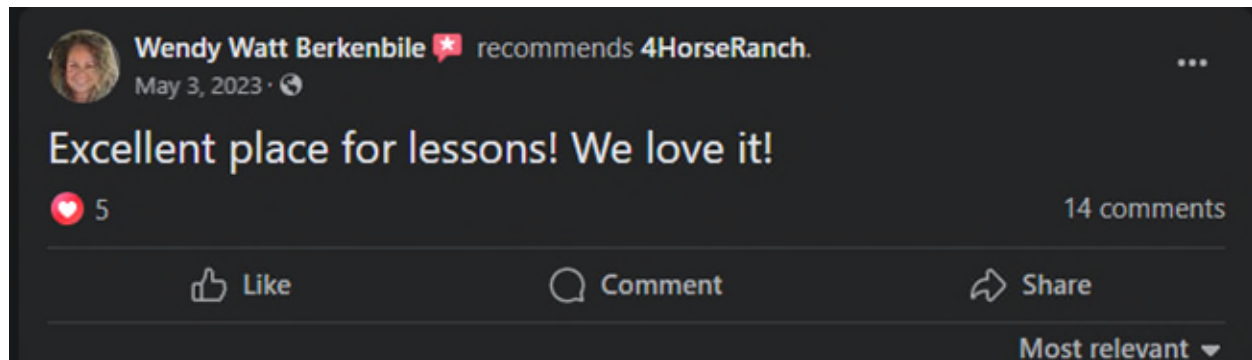 Wendy Watt Berkenbile recommends 4HorseRanch.
May 3, 2023 ·
Excellent place for lessons! We love it!
5 14 comments
Like Comment Share
Most relevant